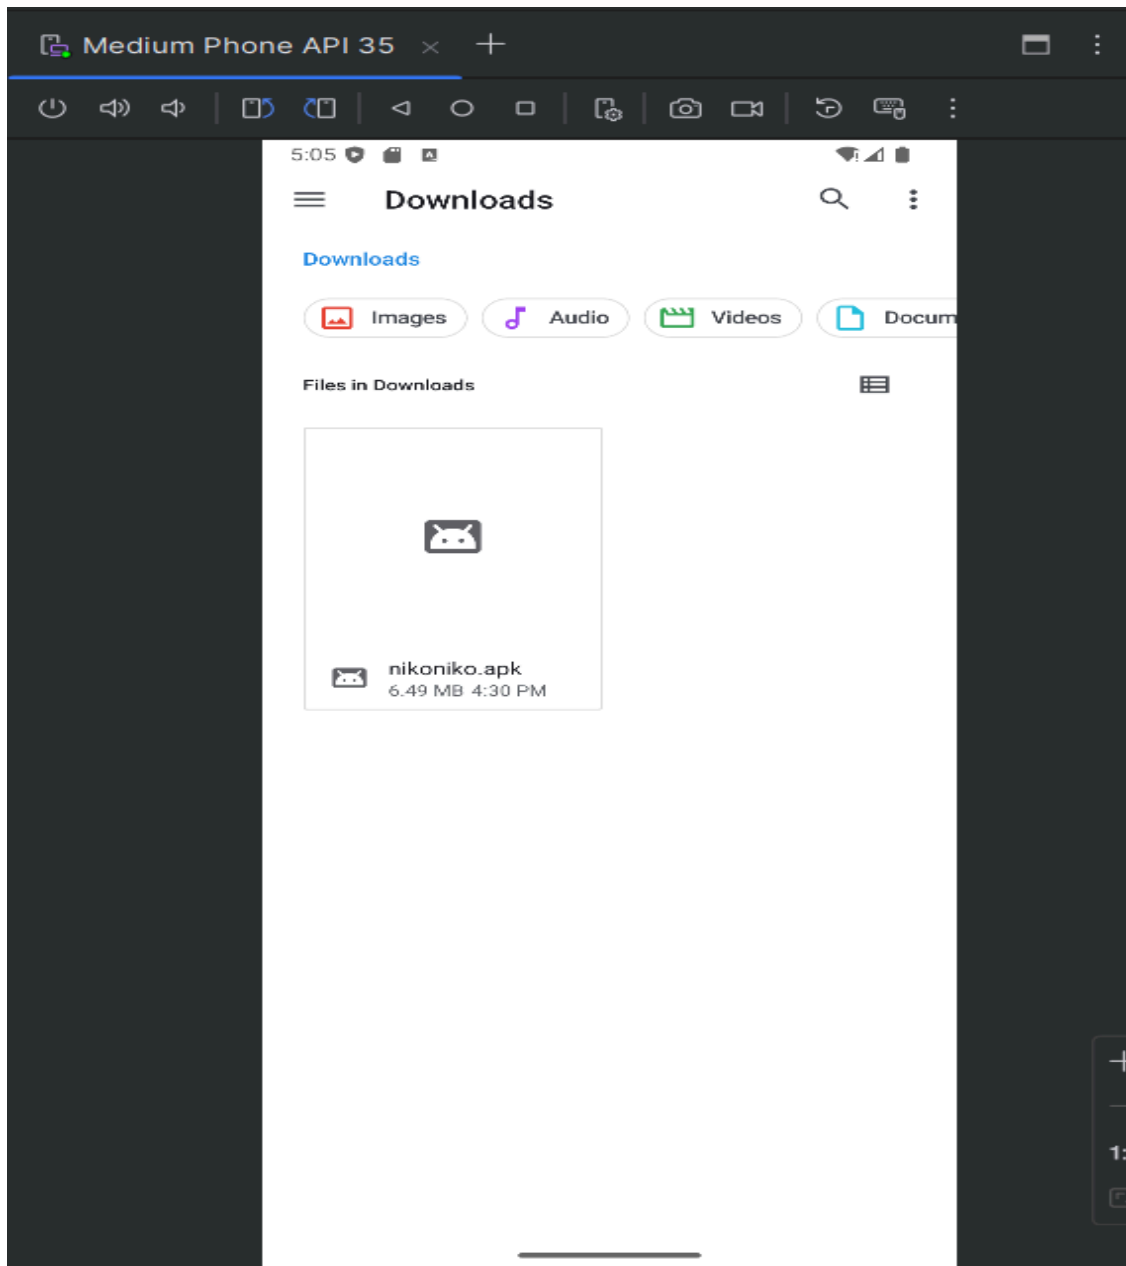 Medium Phone API 35
5:05
Downloads
Downloads
Images Audio Videos Docum
Files in Downloads
nikoniko.apk
6.49 MB 4:30 PM
1: